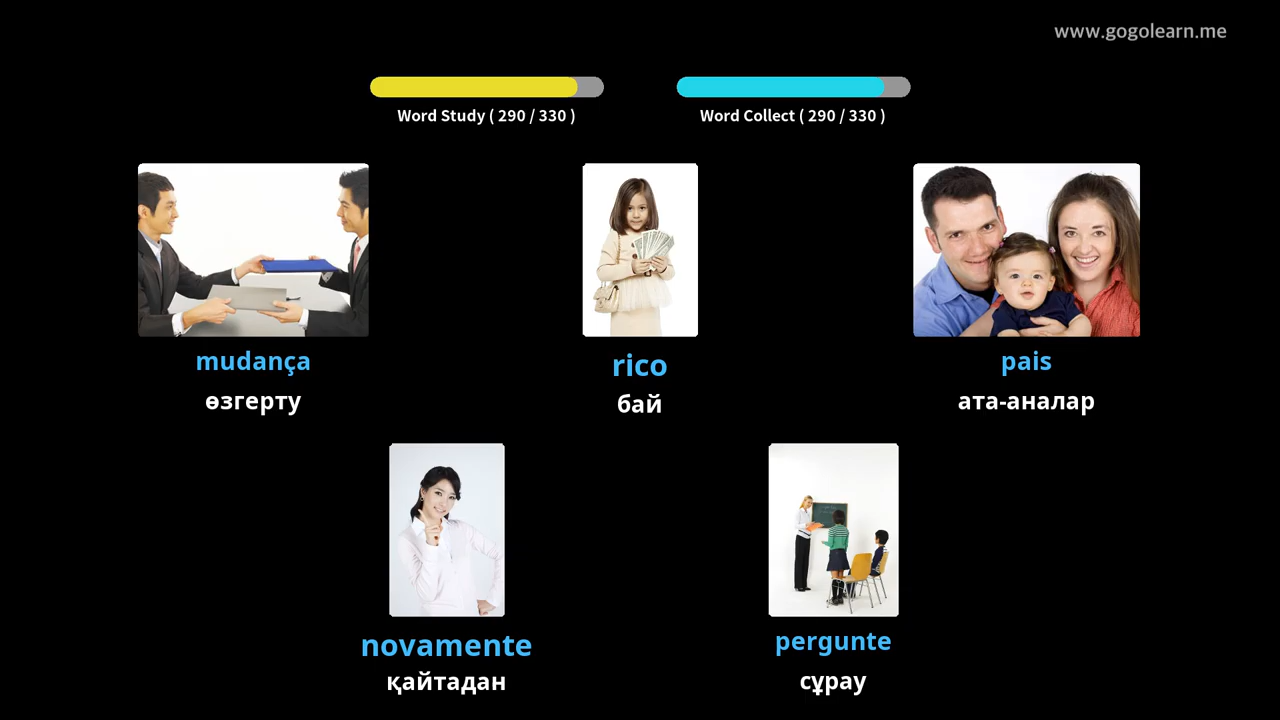 www.gogolearn.me
Word Study ( 290 / 330 )
Word Collect ( 290 / 330 )
mudança
rico
pais
өзгерту
бай
ата-аналар
novamente
pergunte
қайтадан
сұрау